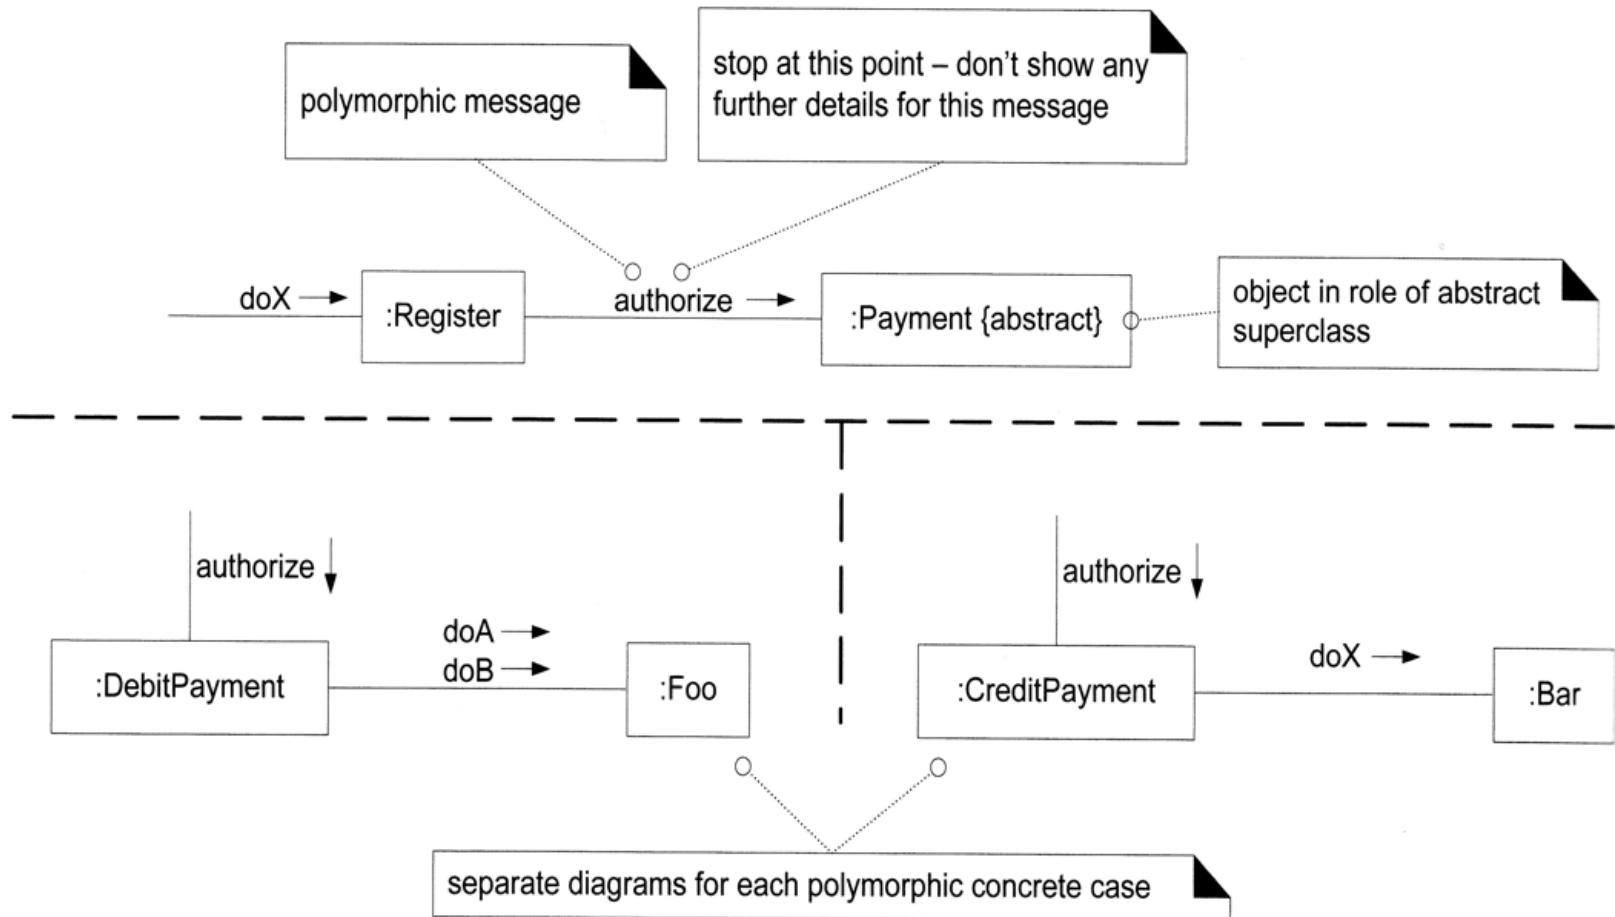 polymorphic message
stop at this point – don't show any
further details for this message
doX
:Register
authorize
:Payment {abstract}
object in role of abstract
superclass
authorize
doA
doB
:DebitPayment
:Foo
authorize
doX
:CreditPayment
:Bar
separate diagrams for each polymorphic concrete case